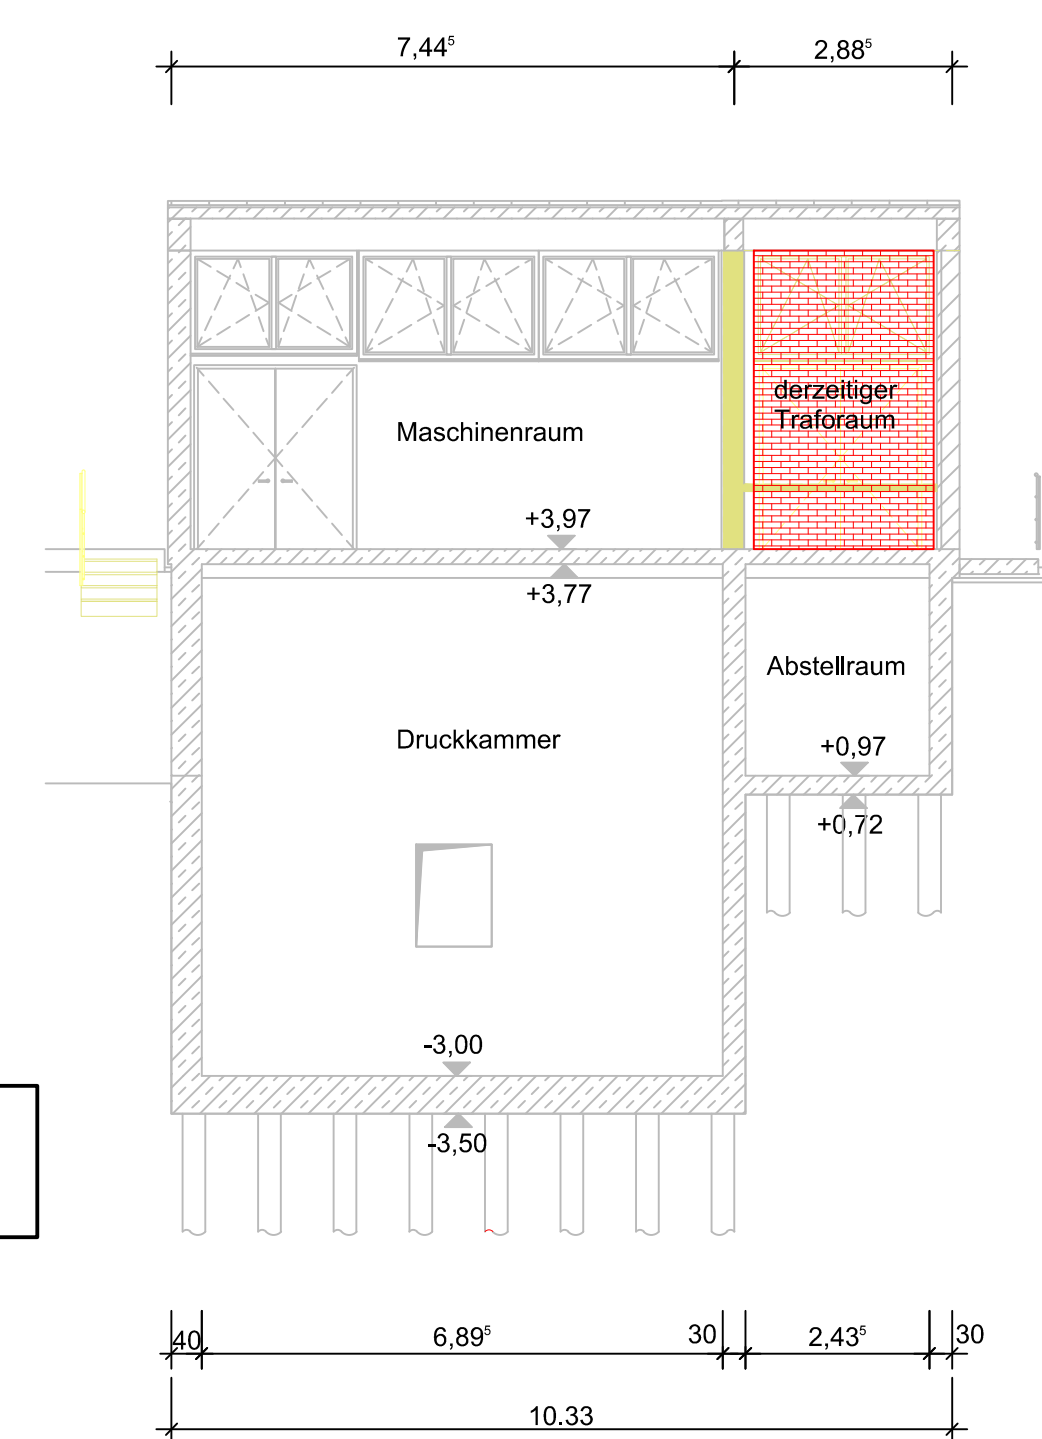 7,44⁵
2,88⁵
derzeitiger
Traforaum
Maschinenraum
+3,97
+3,77
Abstellraum
Druckkammer
+0,97
+0,72
-3,00
-3,50
40
6,89⁵
30
2,43⁵
30
10.33